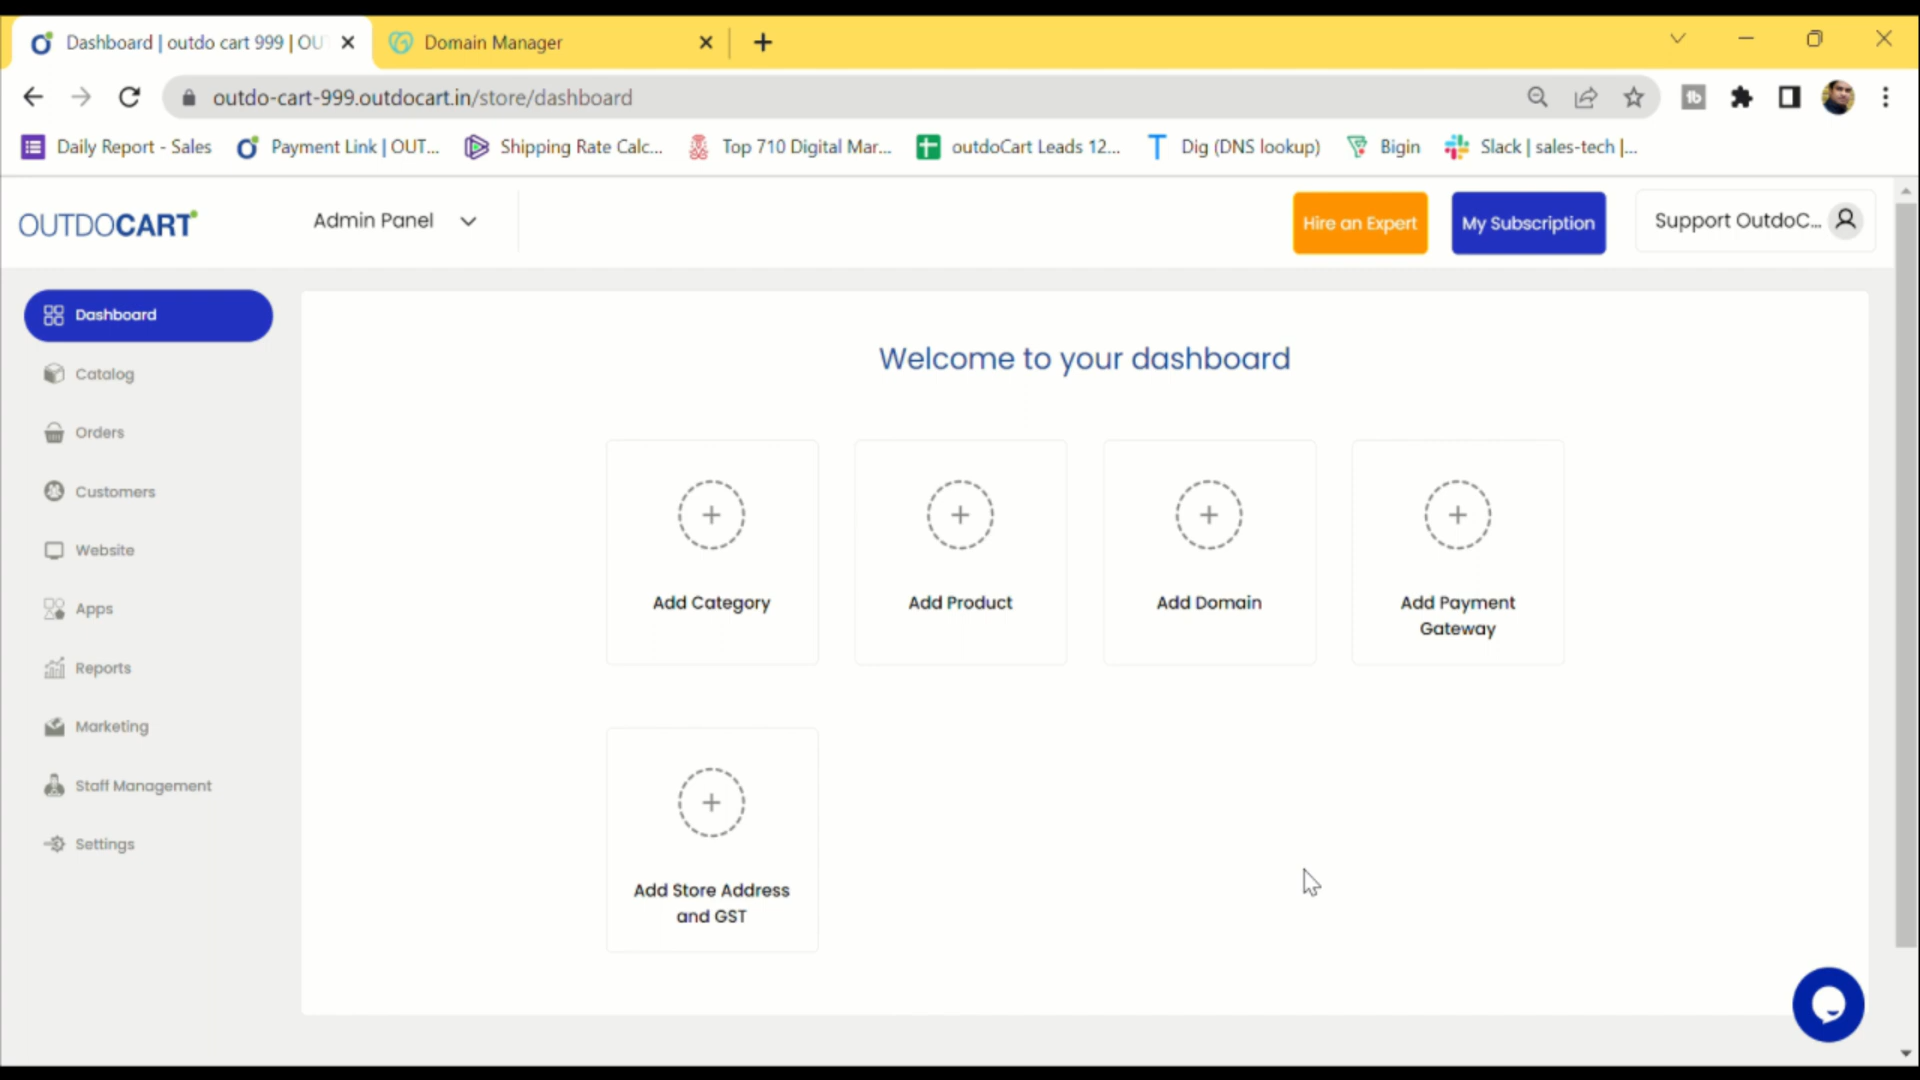 Dashboard | outdo cart 999 | OU
Domain Manager
outdo-cart-999.outdocart.in/store/dashboard
Daily Report - Sales
Payment Link | OUT...
Shipping Rate Calc...
Top 710 Digital Mar...
outdoCart Leads 12...
Dig (DNS lookup)
Bigin
Slack | sales-tech |...
OUTDOCART
Admin Panel
Hire an Expert
My Subscription
Support OutdoC...
Dashboard
Catalog
Orders
Customers
Website
Apps
Reports
Marketing
Staff Management
Settings
Welcome to your dashboard
Add Category
Add Product
Add Domain
Add Payment
Gateway
Add Store Address
and GST